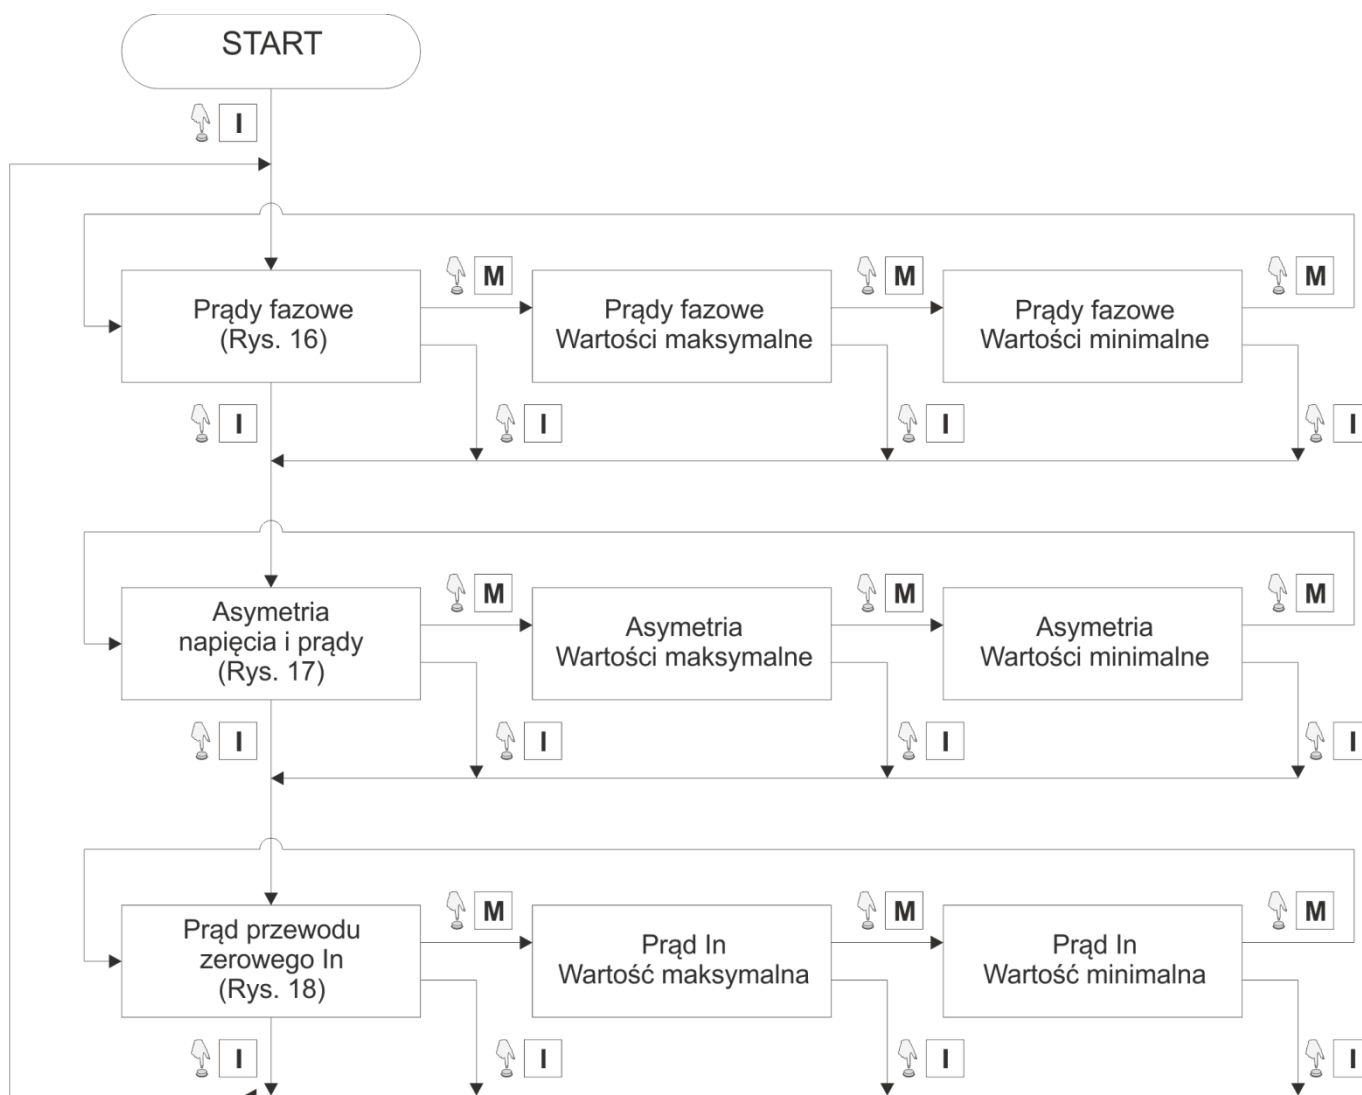 START
I
M
M
M
Prądy fazowe
(Rys. 16)
Prądy fazowe
Wartości maksymalne
Prądy fazowe
Wartości minimalne
I
I
I
I
M
M
M
Asymetria
napięcia i prądy
(Rys. 17)
Asymetria
Wartości maksymalne
Asymetria
Wartości minimalne
I
I
I
I
M
M
M
Prąd przewodu
zerowego In
(Rys. 18)
Prąd In
Wartość maksymalna
Prąd In
Wartość minimalna
I
I
I
I